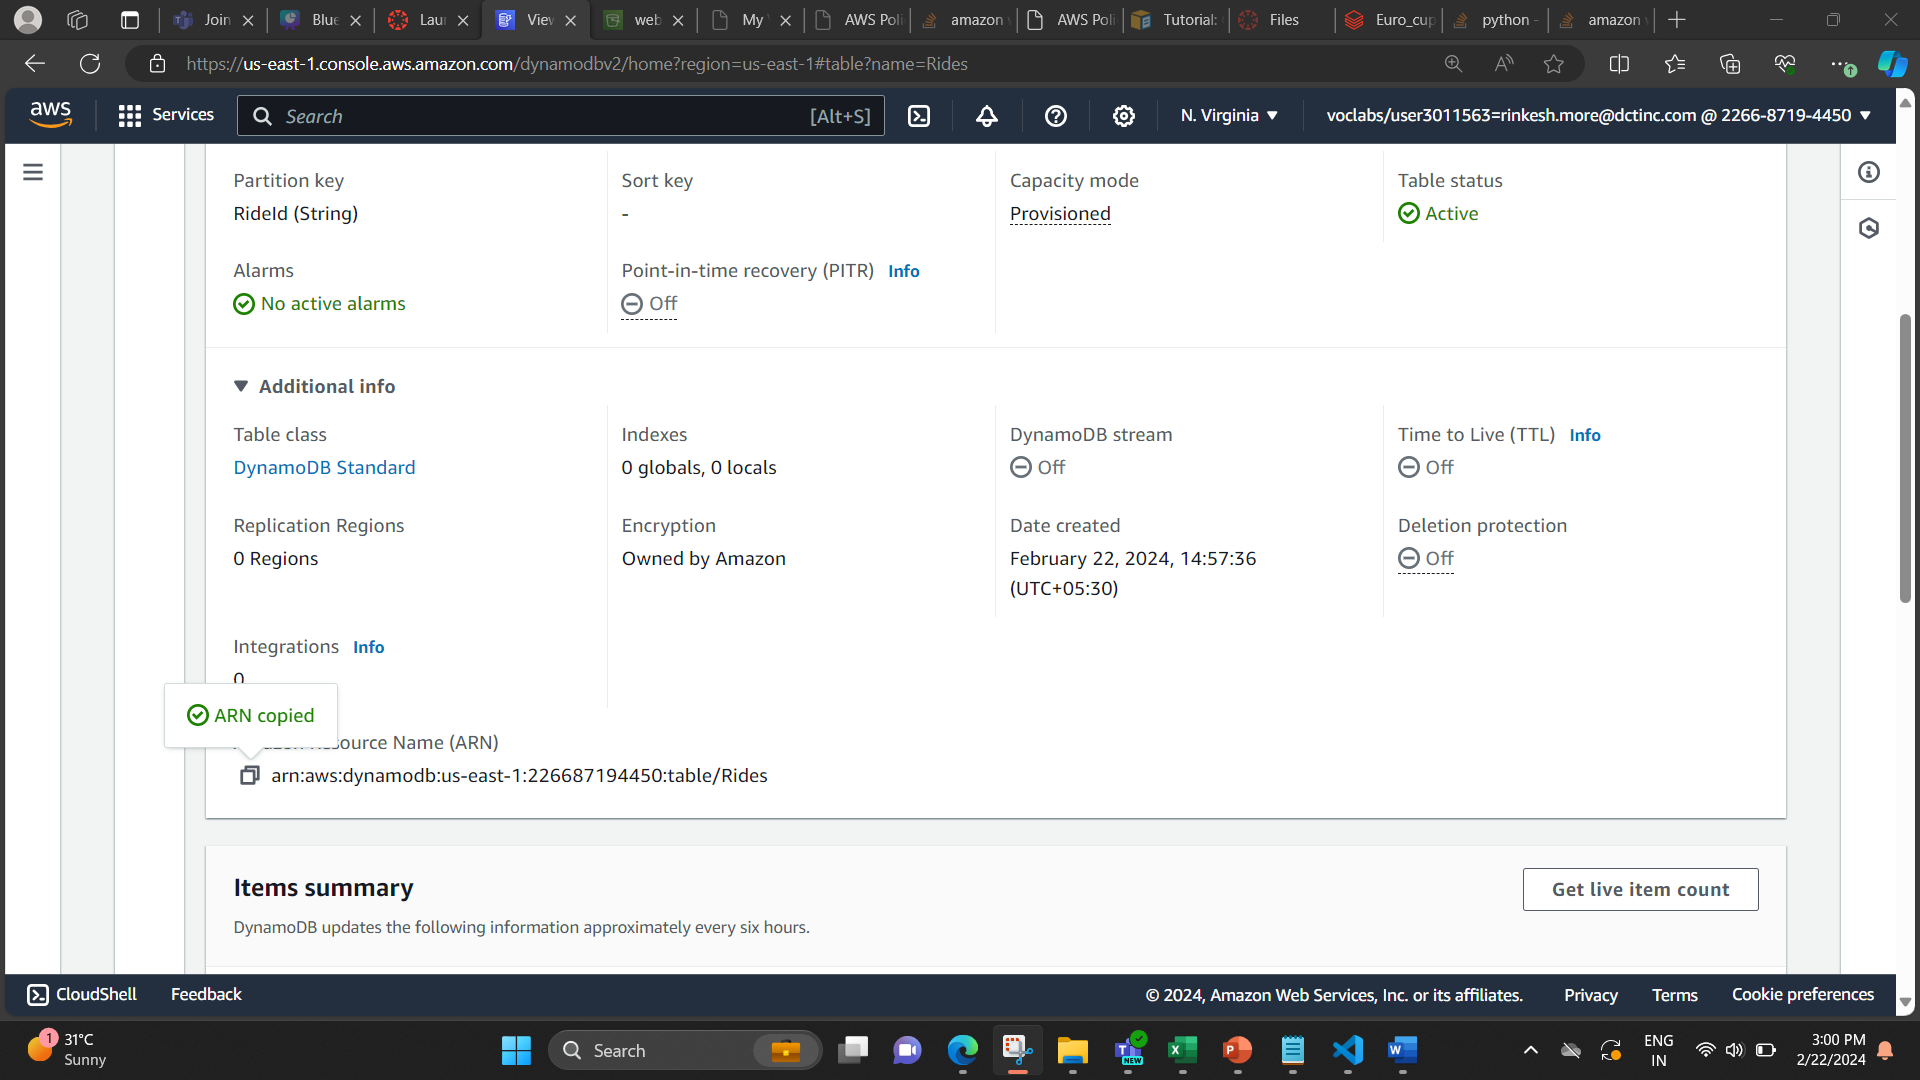 Join
Blue
Laun
View
web
My
AWS Poli
amazon
AWS Poli
Tutorial:
Files
Euro_cup
python -
amazon
https://us-east-1.console.aws.amazon.com/dynamodbv2/home?region=us-east-1#table?name=Rides
aws
Services
Search
[Alt+S]
N. Virginia
voclabs/user3011563=rinkesh.more@dctinc.com @ 2266-8719-4450
Partition key
RideId (String)
Sort key
-
Capacity mode
Provisioned
Table status
Active
Alarms
No active alarms
Point-in-time recovery (PITR) Info
Off
Additional info
Table class
DynamoDB Standard
Indexes
0 globals, 0 locals
DynamoDB stream
Off
Time to Live (TTL) Info
Off
Replication Regions
0 Regions
Encryption
Owned by Amazon
Date created
February 22, 2024, 14:57:36
(UTC+05:30)
Deletion protection
Off
Integrations Info
0
ARN copied
Resource Name (ARN)
arn:aws:dynamodb:us-east-1:226687194450:table/Rides
Items summary
Get live item count
DynamoDB updates the following information approximately every six hours.
CloudShell
Feedback
© 2024, Amazon Web Services, Inc. or its affiliates.
Privacy
Terms
Cookie preferences
1
31°C
Sunny
Search
NEW
ENG
IN
3:00 PM
2/22/2024